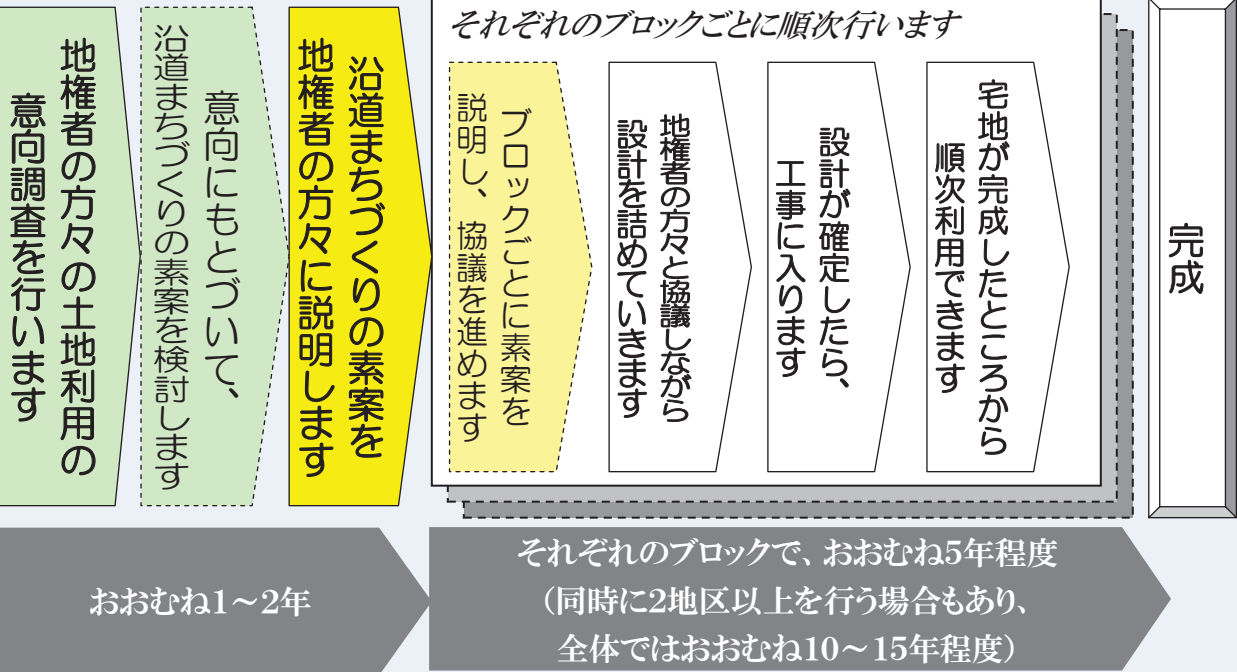 地権者の方々の土地利用の
意向調査を行います
意向にもとづいて、
沿道まちづくりの素案を検討します
沿道まちづくりの素案を
地権者の方々に説明します
それぞれのブロックごとに順次行います
ブロックごとに素案を
説明し、協議を進めます
地権者の方々と協議しながら
設計を詰めていきます
設計が確定したら、
工事に入ります
宅地が完成したところから
順次利用できます
完成
おおむね1～2年
それぞれのブロックで、おおむね5年程度
（同時に2地区以上を行う場合もあり、
全体ではおおむね10～15年程度）